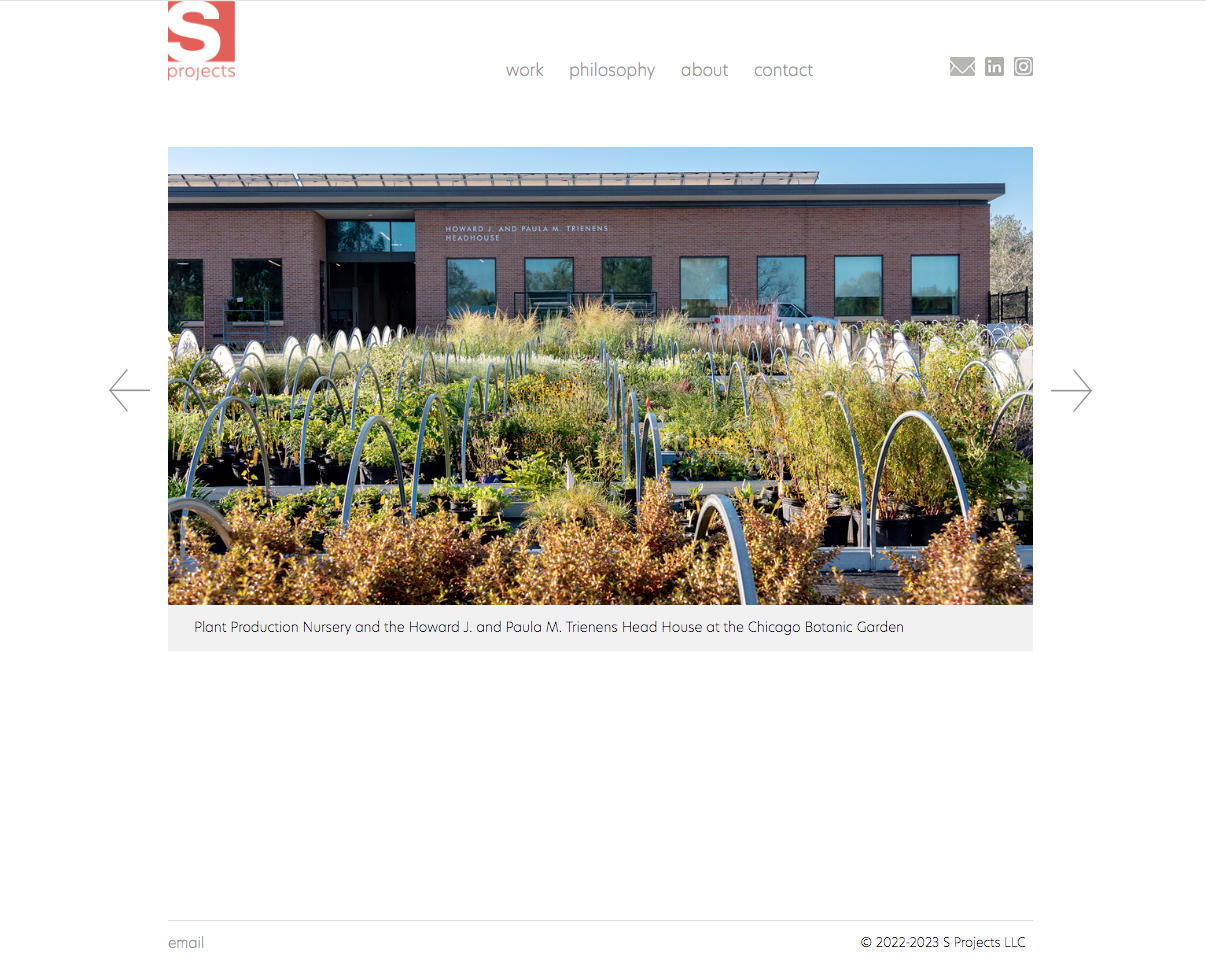 S
projects
work philosophy about contact
in
HOWARD J. AND PAULA M. TRIENENS
HEADHOUSE
Plant Production Nursery and the Howard J. and Paula M. Trienens Head House at the Chicago Botanic Garden
email
© 2022-2023 S Projects LLC